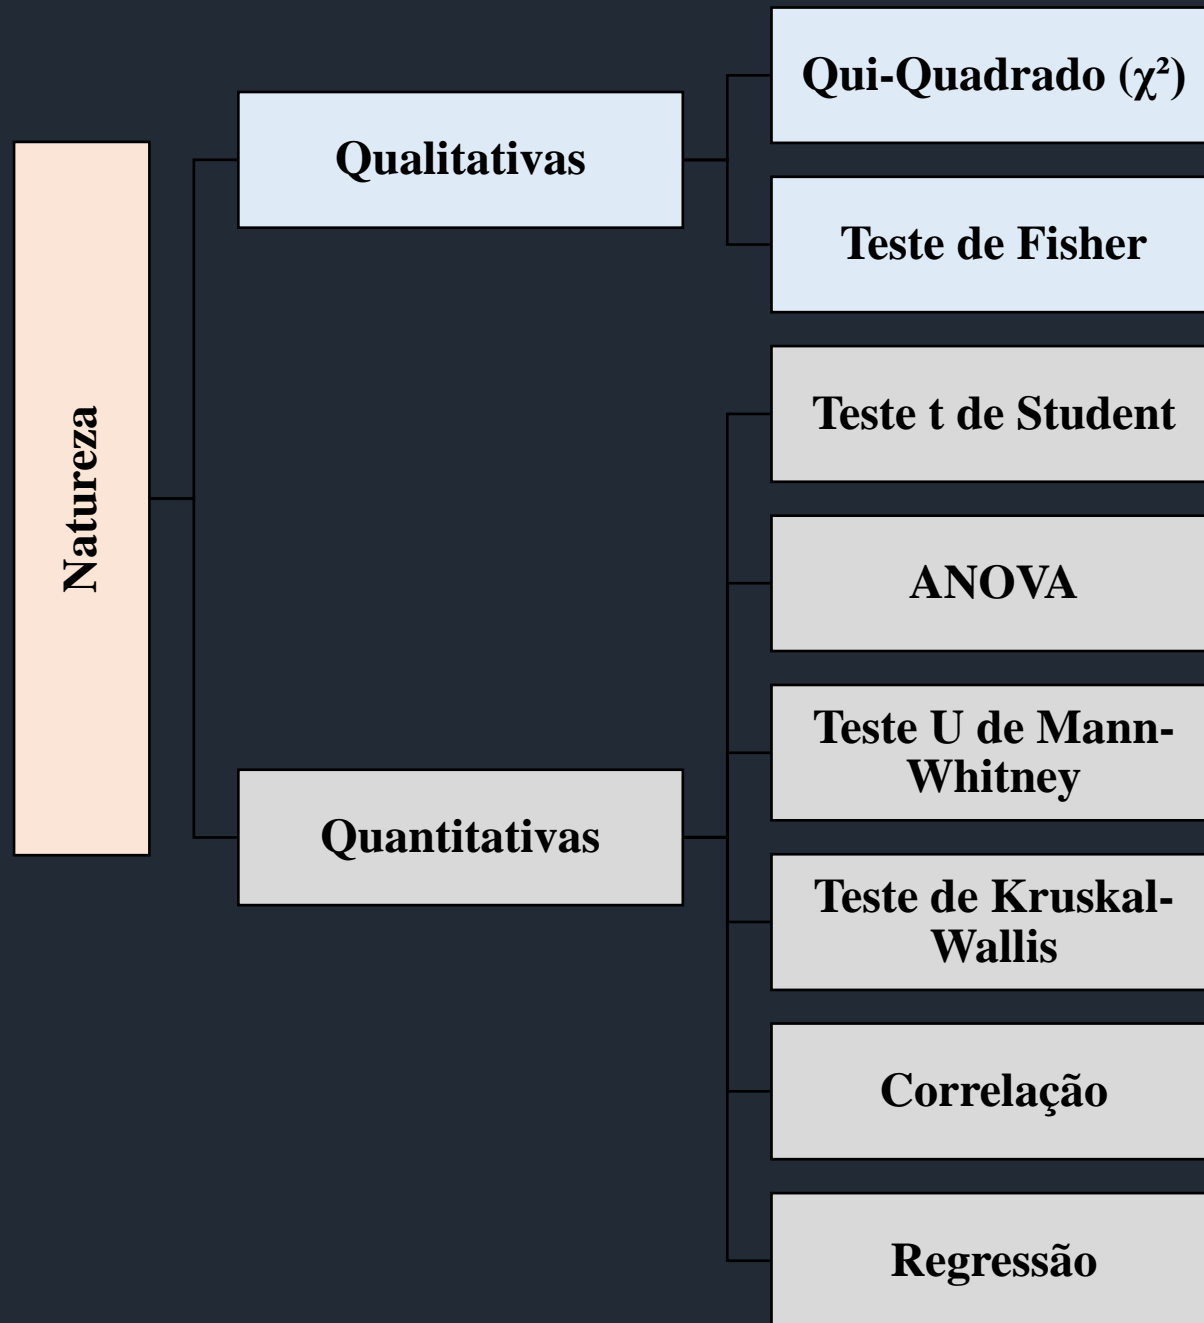 Natureza
Qualitativas
Qui-Quadrado (χ²)
Teste de Fisher
Quantitativas
Teste t de Student
ANOVA
Teste U de Mann-
Whitney
Teste de Kruskal-
Wallis
Correlação
Regressão